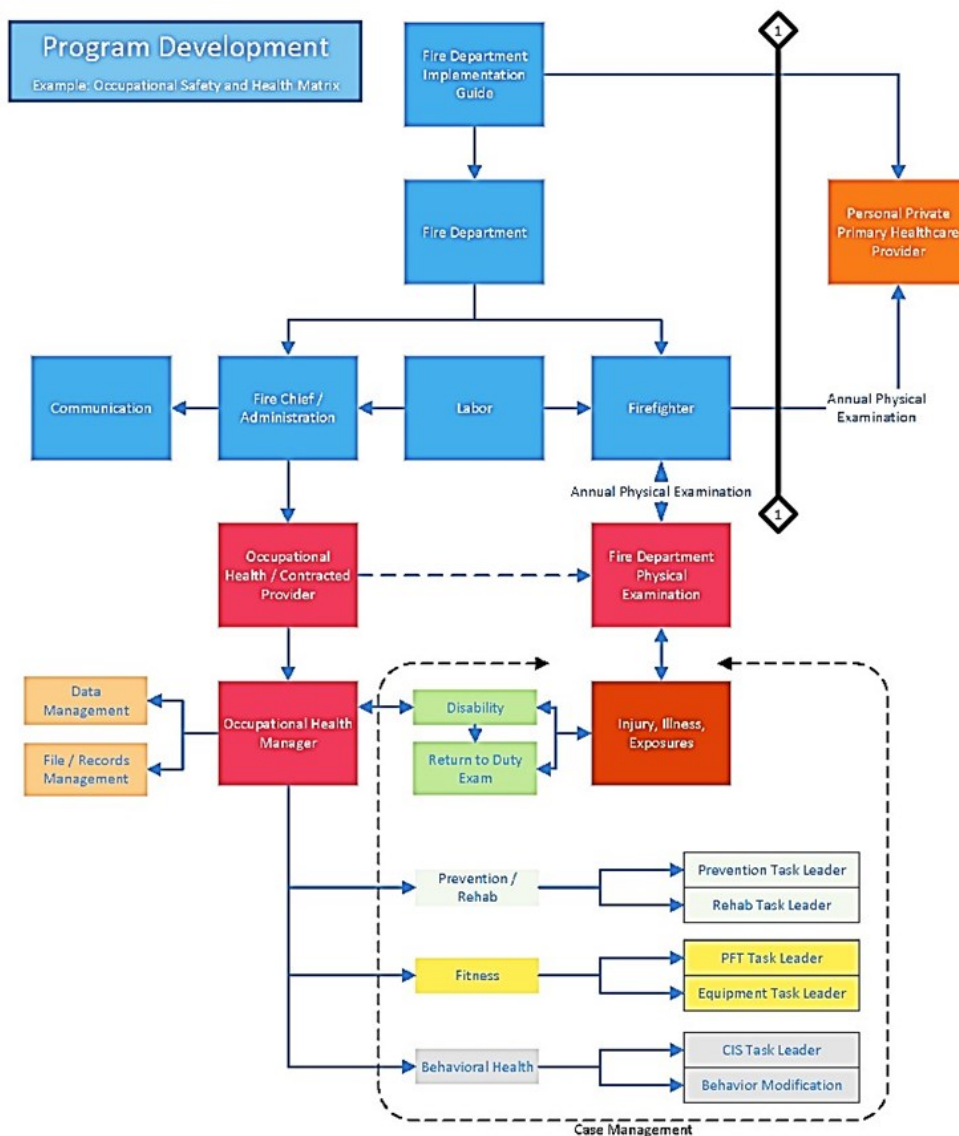 Program Development
Example: Occupational Safety and Health Matrix
Fire Department
Implementation
Guide
1
Fire Department
Personal Private
Primary Healthcare
Provider
Communication
Fire Chief /
Administration
Labor
Firefighter
Annual Physical
Examination
Annual Physical Examination
1
Occupational
Health / Contracted
Provider
Fire Department
Physical
Examination
Data
Management
File / Records
Management
Occupational Health
Manager
Disability
Return to Duty
Exam
Injury, Illness,
Exposures
Prevention /
Rehab
Prevention Task Leader
Rehab Task Leader
Fitness
PFT Task Leader
Equipment Task Leader
Behavioral Health
CIS Task Leader
Behavior Modification
Case Management